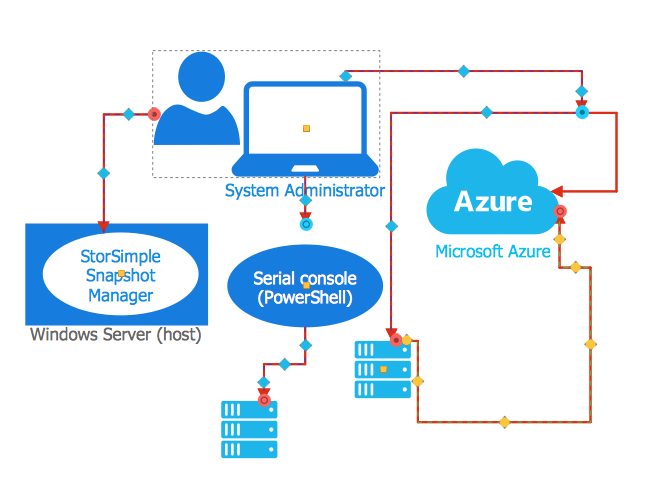 System Administrator
Azure
Microsoft Azure
StorSimple
Snapshot
Manager
Windows Server (host)
Serial console
(PowerShell)